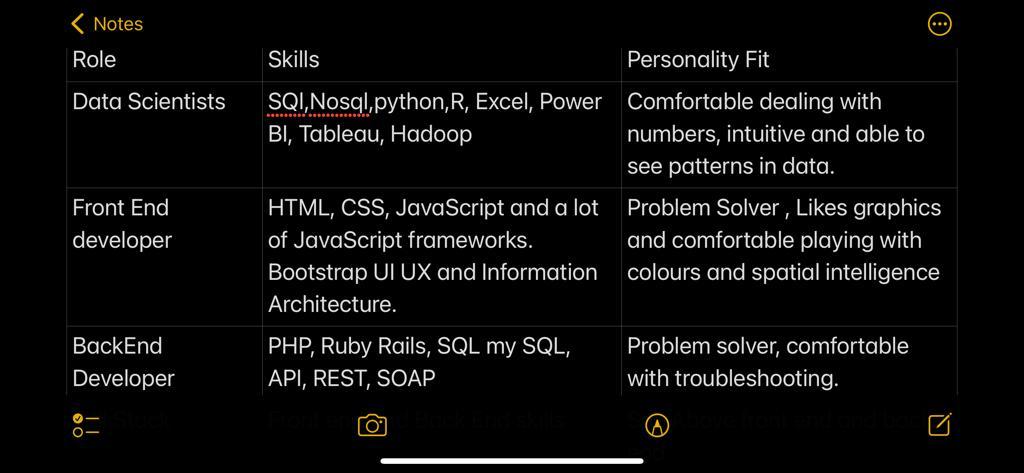 Notes
Role Skills Personality Fit
Data Scientists SQl,Nosql,python,R, Excel, Power Comfortable dealing with
BI, Tableau, Hadoop numbers, intuitive and able to
see patterns in data.
Front End HTML, CSS, JavaScript and a lot Problem Solver , Likes graphics
developer of JavaScript frameworks. and comfortable playing with
Bootstrap UI UX and Information colours and spatial intelligence
Architecture.
BackEnd PHP, Ruby Rails, SQL my SQL, Problem solver, comfortable
Developer API, REST, SOAP with troubleshooting.
Stack Front end Back End skills Above front end and back